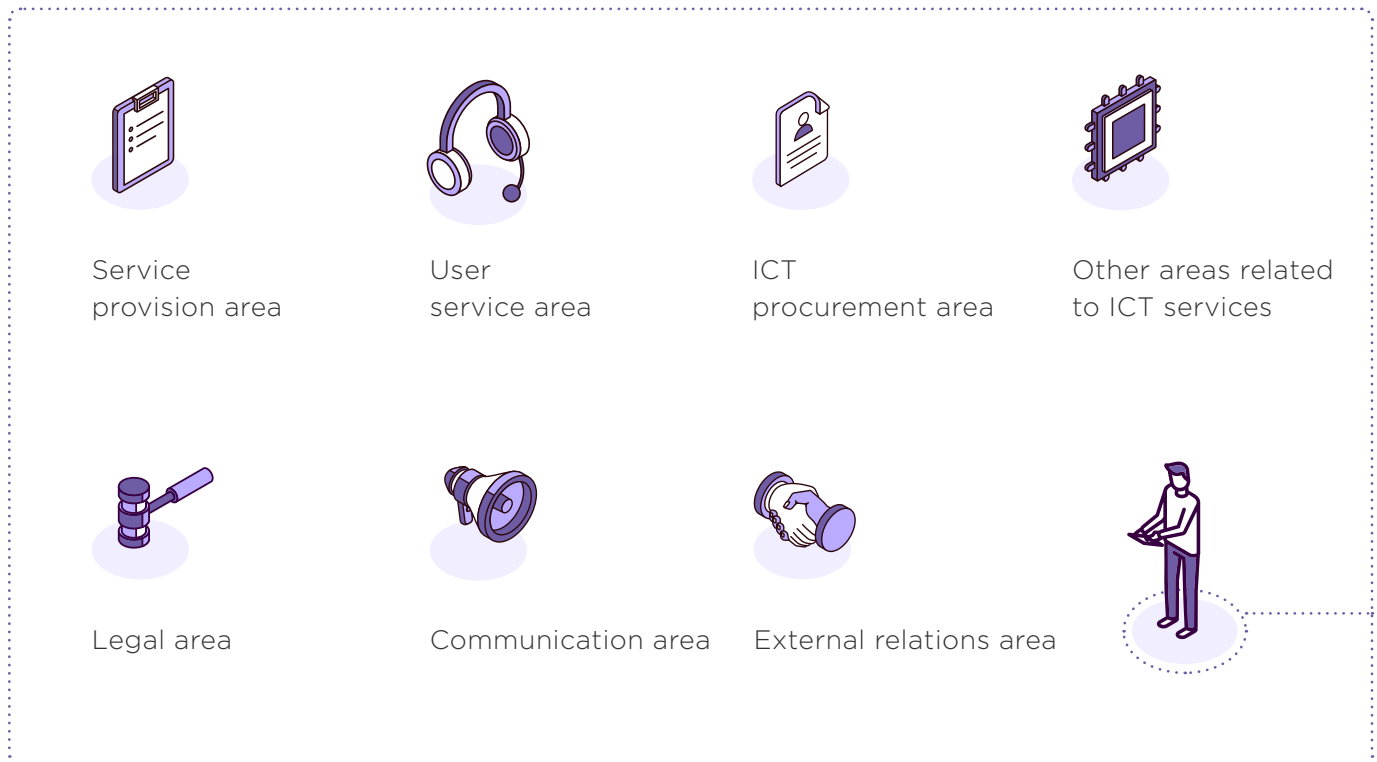 Service
provision area
User
service area
ICT
procurement area
Other areas related
to ICT services
Legal area
Communication area
External relations area